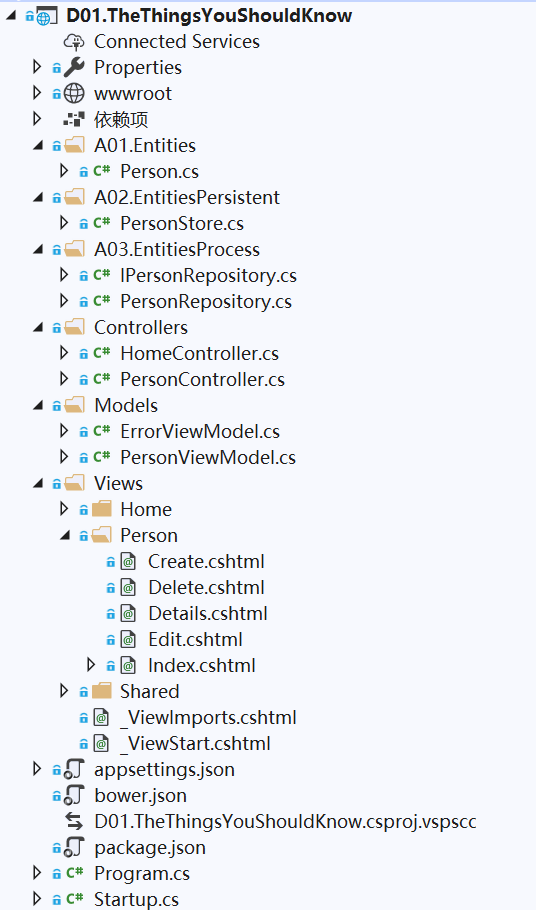 D01.TheThingsYouShouldKnow
Connected Services
Properties
wwwroot
依赖项
A01.Entities
C# Person.cs
A02.EntitiesPersistent
C# PersonStore.cs
A03.EntitiesProcess
C# IPersonRepository.cs
C# PersonRepository.cs
Controllers
C# HomeController.cs
C# PersonController.cs
Models
C# ErrorViewModel.cs
C# PersonViewModel.cs
Views
Home
Person
@ Create.cshtml
@ Delete.cshtml
@ Details.cshtml
@ Edit.cshtml
@ Index.cshtml
Shared
@ _ViewImports.cshtml
@ _ViewStart.cshtml
appsettings.json
bower.json
D01.TheThingsYouShouldKnow.csproj.vspscc
package.json
C# Program.cs
C# Startup.cs